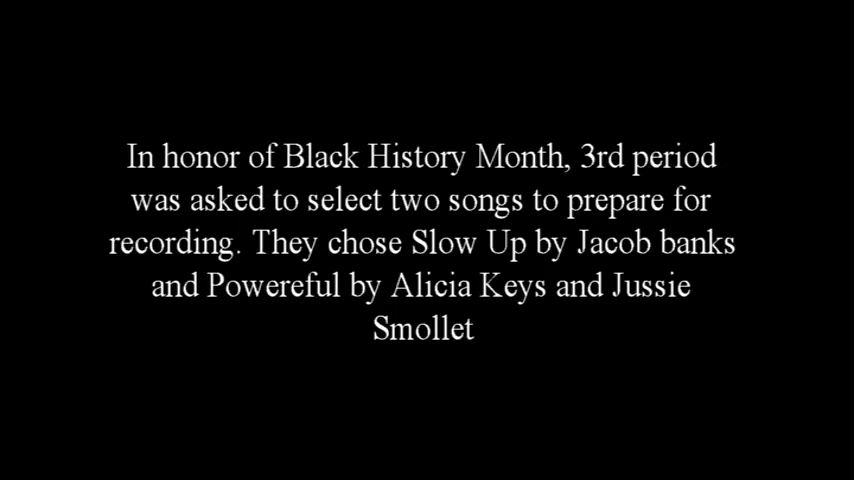 In honor of Black History Month, 3rd period
was asked to select two songs to prepare for
recording. They chose Slow Up by Jacob banks
and Powereful by Alicia Keys and Jussie
Smollet